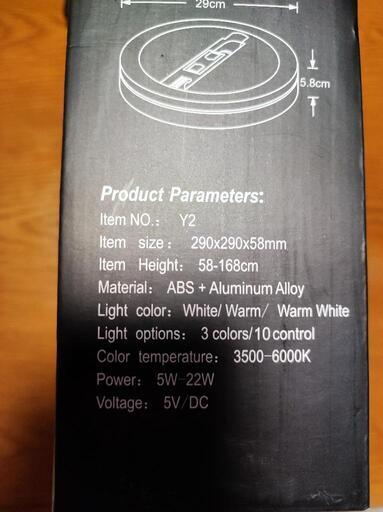 29cm
5.8cm
Product Parameters:
Item NO.: Y2
Item size: 290x290x58mm
Item Height: 58-168cm
Material: ABS + Aluminum Alloy
Light color: White/ Warm/ Warm White
Light options: 3 colors/10 control
Color temperature: 3500-6000K
Power: 5W-22W
Voltage: 5V/DC